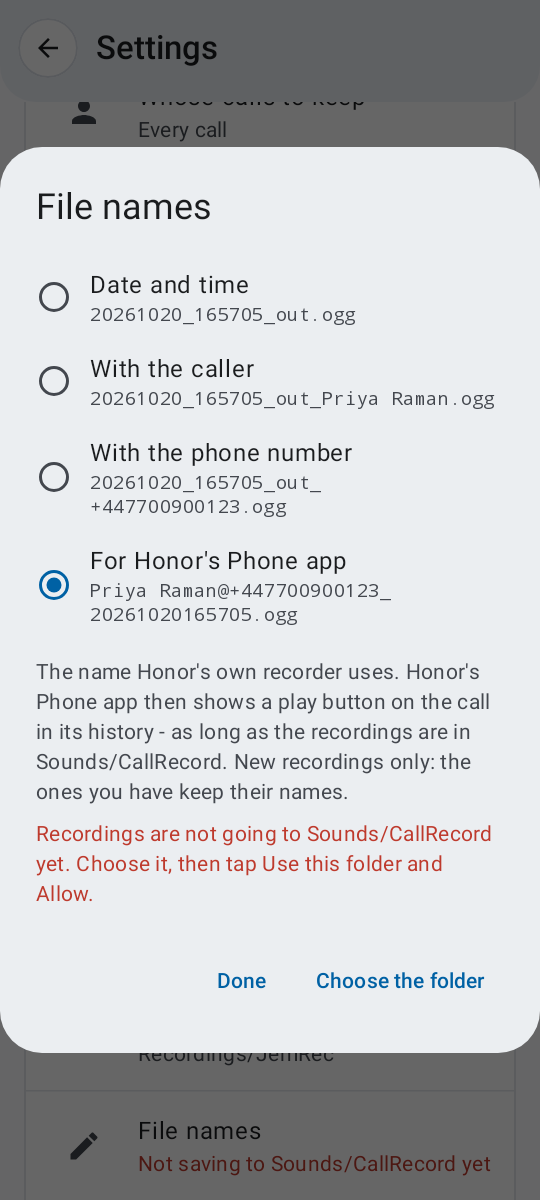 Settings
Whose calls to keep
Every call
File names
Date and time
20261020_165705_out.ogg
With the caller
20261020_165705_out_Priya Raman.ogg
With the phone number
20261020_165705_out_
+447700900123.ogg
For Honor's Phone app
Priya Raman@+447700900123_
20261020165705.ogg
The name Honor's own recorder uses. Honor's
Phone app then shows a play button on the call
in its history - as long as the recordings are in
Sounds/CallRecord. New recordings only: the
ones you have keep their names.
Recordings are not going to Sounds/CallRecord
yet. Choose it, then tap Use this folder and
Allow.
Done
Choose the folder
Recordings/JemRec
File names
Not saving to Sounds/CallRecord yet